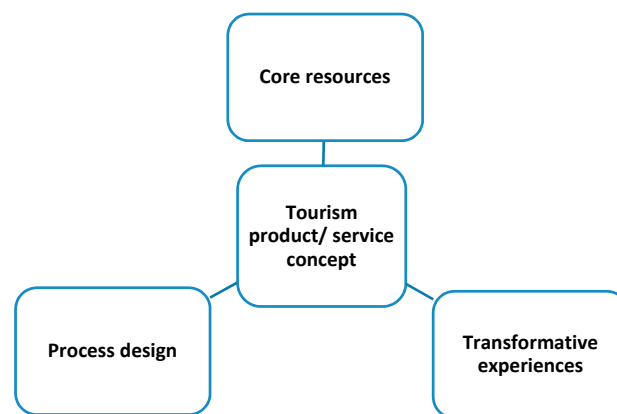 Core resources
Tourism
product/ service
concept
Process design
Transformative
experiences